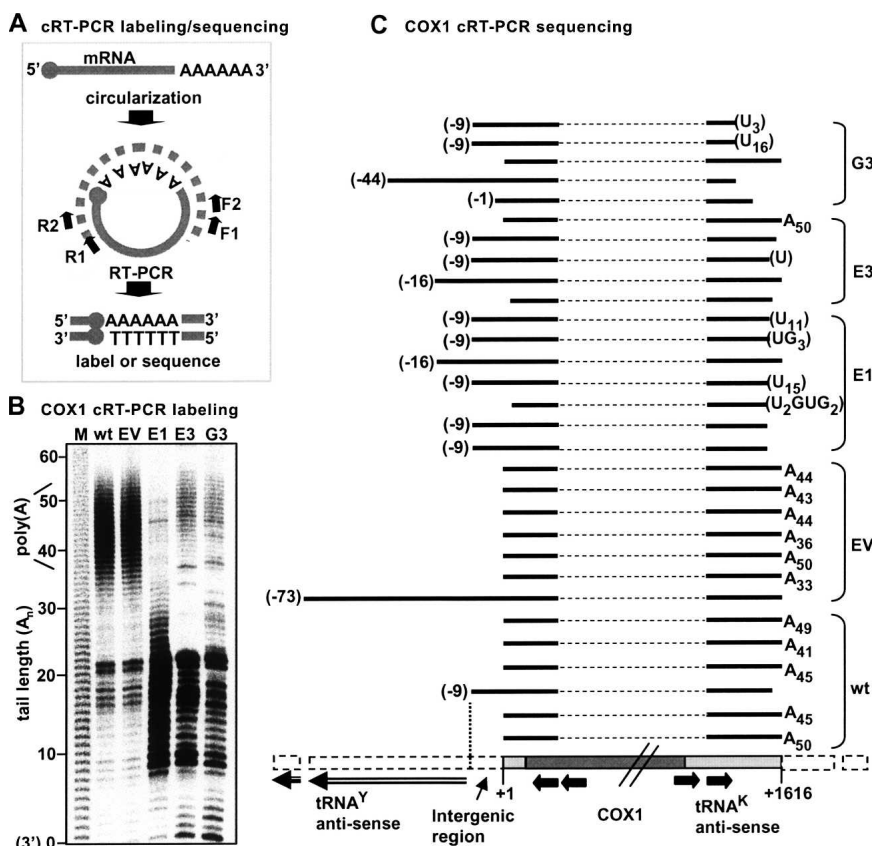 A cRT-PCR labeling/sequencing
5' mRNA AAAAAA 3'
circularization
A A A A A A
R2 R1 F2 F1
RT-PCR
5' AAAAAA 3'
3' TTTTTT 5'
label or sequence
B COX1 cRT-PCR labeling
M wt EV E1 E3 G3
tail length (An) poly(A)
60
50
40
30
20
10
(3') 0
C COX1 cRT-PCR sequencing
(-9) (U3)
(-9) (U16)
(-44)
(-1)
G3
A50
(-9)
(-9) (U)
(-16)
E3
(-9) (U11)
(-9) (UG3)
(-16)
(-9) (U15)
(U2GUG2)
(-9)
(-9)
E1
A44
A43
A44
A36
A50
A33
(-73)
EV
A49
A41
A45
(-9)
A45
A50
wt
+1 +1616
tRNAY anti-sense
Intergenic region
COX1
tRNAK anti-sense